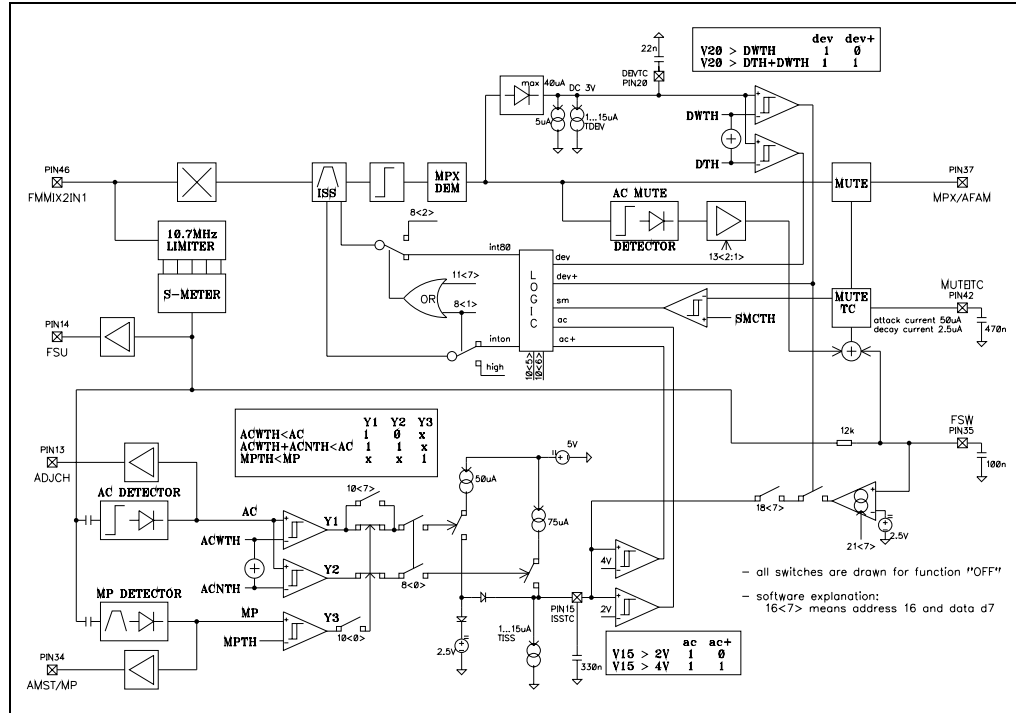 22n
DEVTC
PIN20
dev dev+
V20 > DWTH 1 0
V20 > DTH+DWTH 1 1
max 40uA
DC 3V
5uA
1...15uA
TDEV
DWTH
DTH
PIN46
FMMIX2IN1
ISS
MPX
DEM
MUTE
PIN37
MPX/AFAM
AC MUTE
DETECTOR
13<2:1>
10.7MHz
LIMITER
S-METER
8<2>
int80
11<7>
OR
8<1>
inton
high
LOGIC
dev
dev+
sm
ac
ac+
10<5>
10<6>
SMCTH
MUTE
TC
MUTETC
PIN42
attack current 50uA
decay current 2.5uA
470n
PIN14
FSU
12k
FSW
PIN35
100n
Y1 Y2 Y3
ACWTH<AC 1 0 x
ACWTH+ACNTH<AC 1 1 x
MPTH<MP x x 1
PIN13
ADJCH
AC DETECTOR
AC
ACWTH
ACNTH
Y1
Y2
10<7>
8<0>
50uA
5V
75uA
18<7>
21<7>
2.5V
4V
2V
MP DETECTOR
MP
MPTH
Y3
10<0>
PIN34
AMST/MP
2.5V
1...15uA
TISS
PIN15
ISSTC
330n
ac ac+
V15 > 2V 1 0
V15 > 4V 1 1
- all switches are drawn for function "OFF"
- software explanation:
16<7> means address 16 and data d7